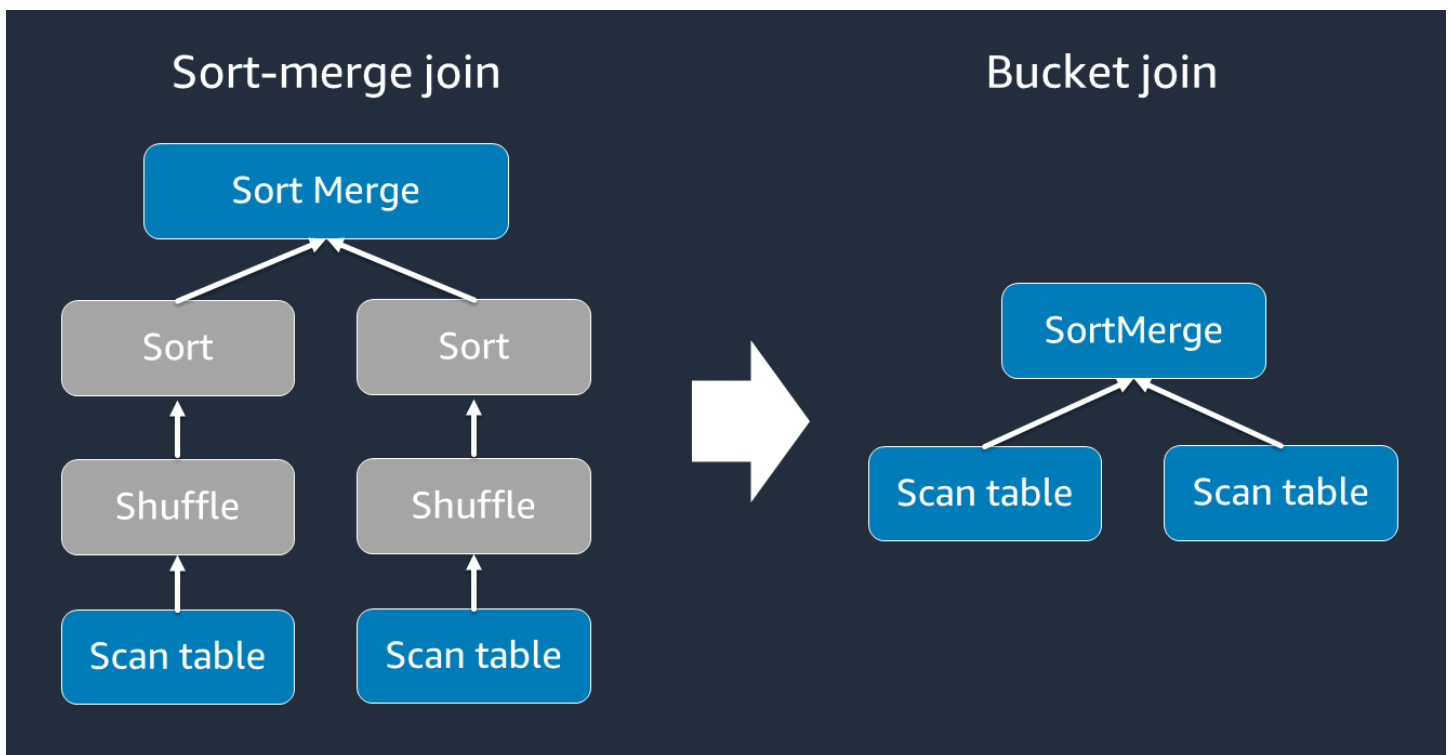 Sort-merge join
Bucket join
Sort Merge
Sort
Sort
SortMerge
Shuffle
Shuffle
Scan table
Scan table
Scan table
Scan table